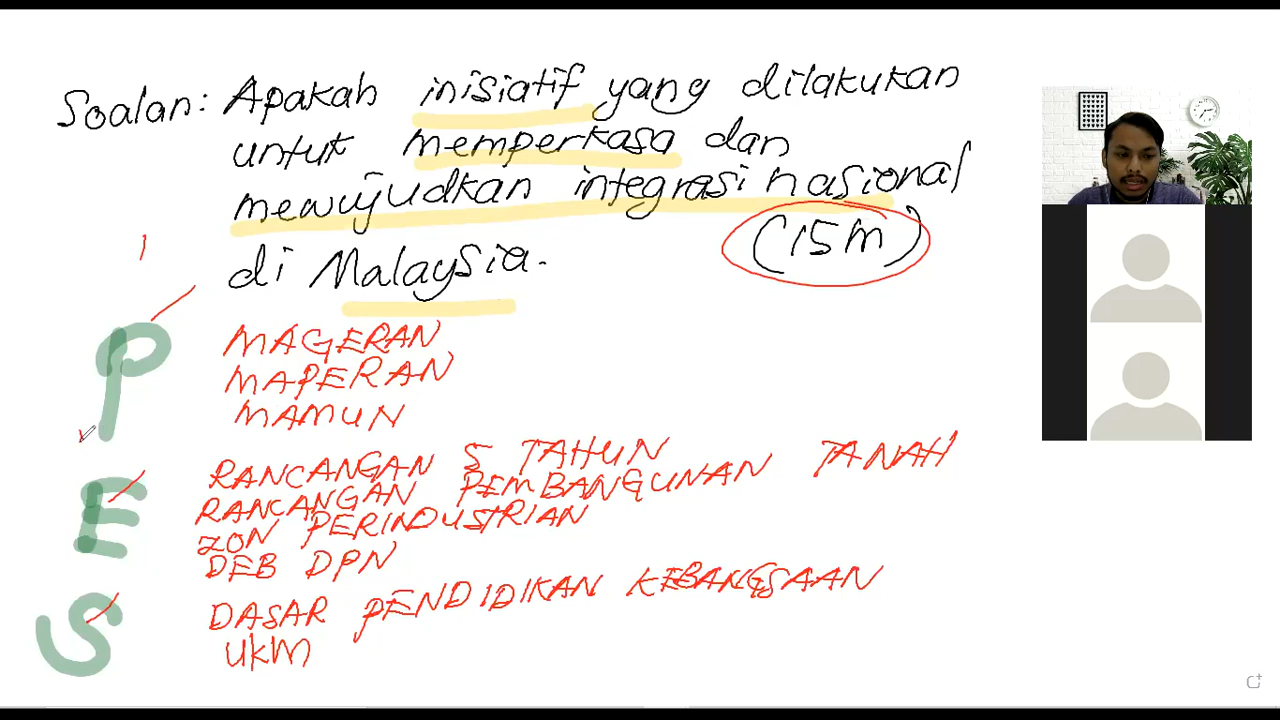 Soalan: Apakah inisiatif yang dilakukan
untuk memperkasa dan
mewujudkan integrasi nasional
di Malaysia. (15m)
P
MAGERAN
MAPERAN
MAMUN
E
RANCANGAN 5 TAHUN
RANCANGAN PEMBANGUNAN TANAH
ZON PERINDUSTRIAN
DEB DPN
S
DASAR PENDIDIKAN KEBANGSAAN
UKM